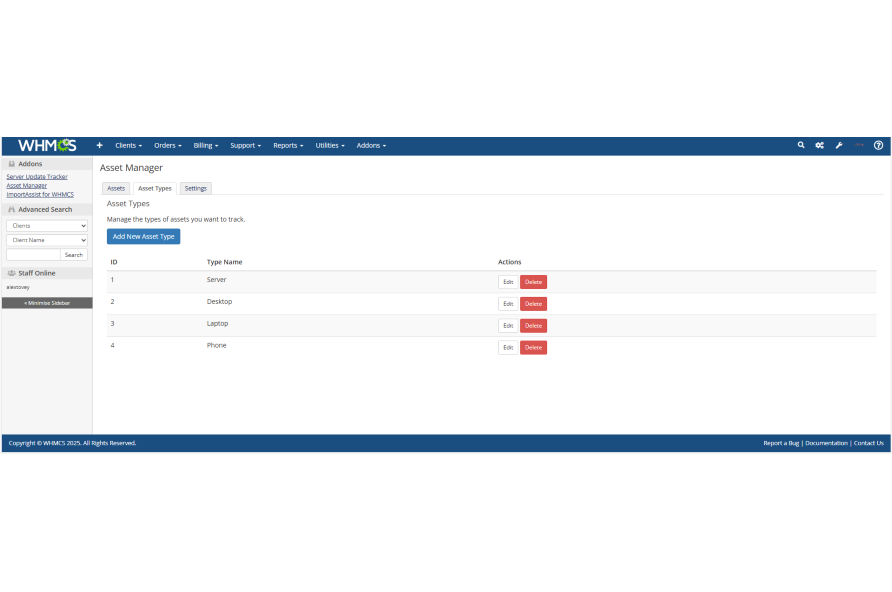 WHMCS
+ Clients Orders Billing Support Reports Utilities Addons
Addons
Server Update Tracker
Asset Manager
ImportAssist for WHMCS
Advanced Search
Clients
Client Name
Search
Staff Online
alextovey
« Minimise Sidebar
Asset Manager
Assets Asset Types Settings
Asset Types
Manage the types of assets you want to track.
Add New Asset Type
ID Type Name Actions
1 Server Edit Delete
2 Desktop Edit Delete
3 Laptop Edit Delete
4 Phone Edit Delete
Copyright © WHMCS 2025. All Rights Reserved. Report a Bug | Documentation | Contact Us